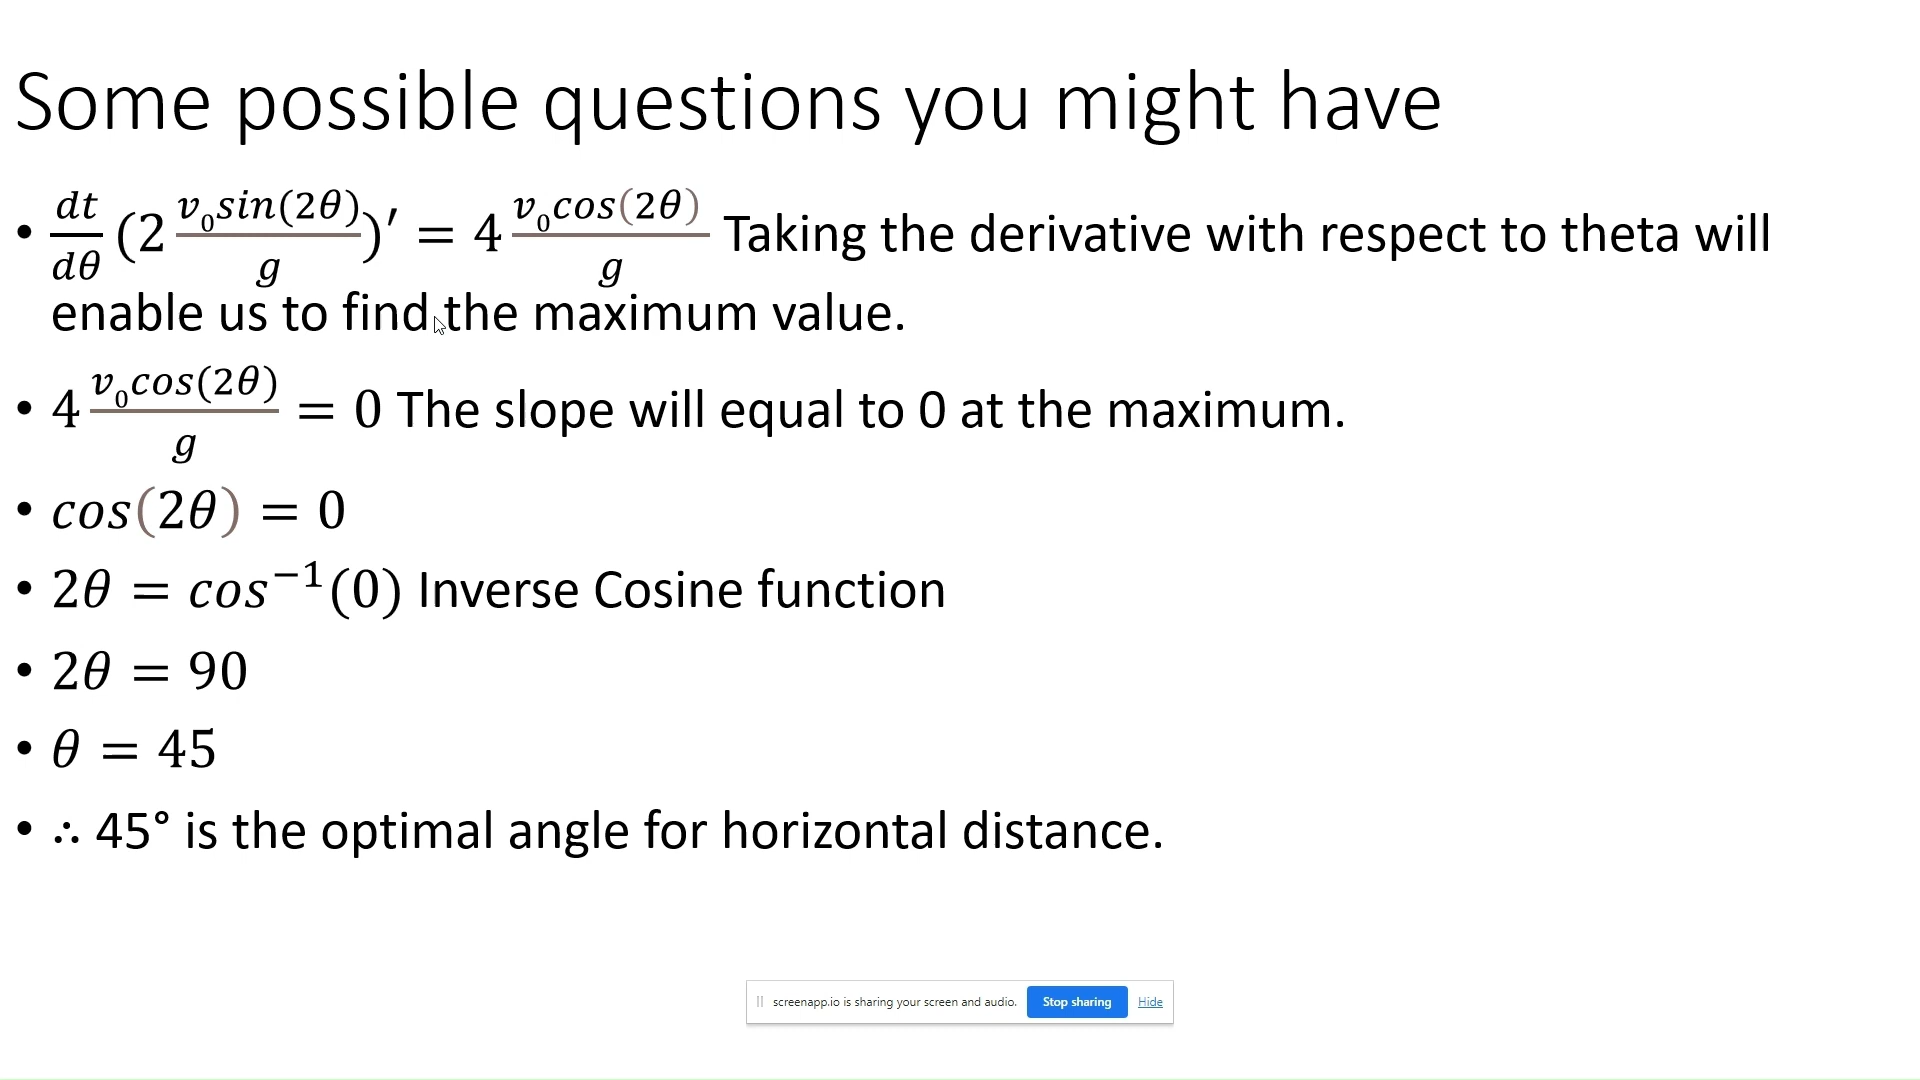 Some possible questions you might have
• dt/dθ (2 v₀sin(2θ)/g)′ = 4 v₀cos(2θ)/g Taking the derivative with respect to theta will
enable us to find the maximum value.
• 4 v₀cos(2θ)/g = 0 The slope will equal to 0 at the maximum.
• cos(2θ) = 0
• 2θ = cos⁻¹(0) Inverse Cosine function
• 2θ = 90
• θ = 45
• ∴ 45° is the optimal angle for horizontal distance.
screenapp.io is sharing your screen and audio. Stop sharing Hide